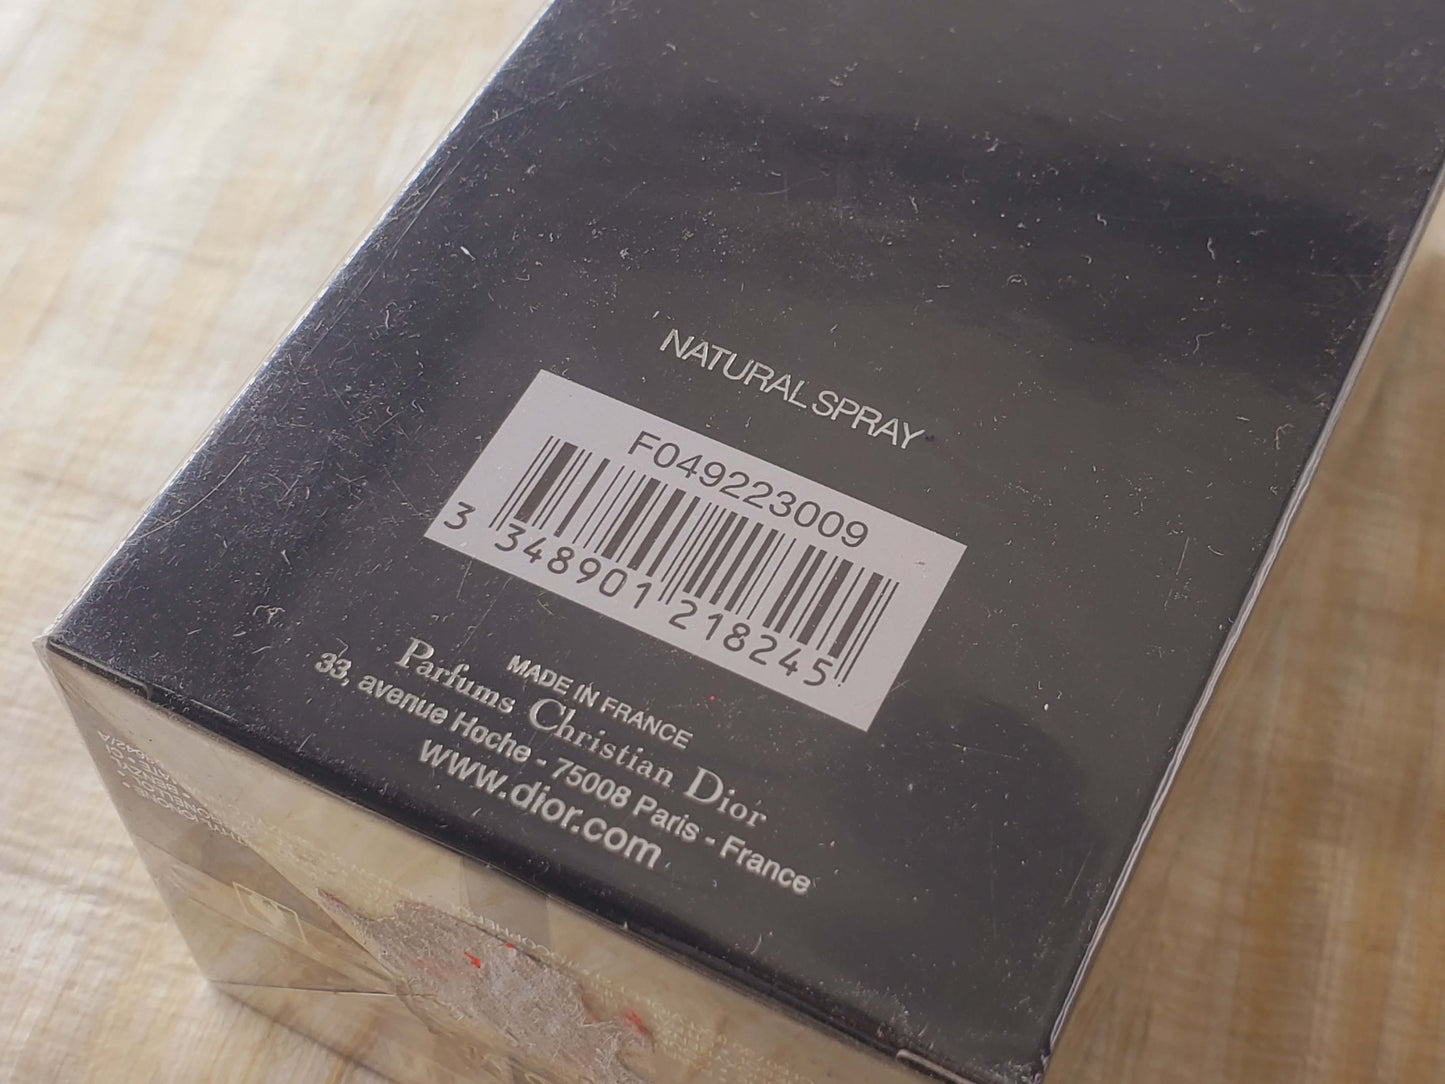 NATURAL SPRAY
F049223009
3 348901 218245
MADE IN FRANCE
Parfums Christian Dior
33, avenue Hoche - 75008 Paris - France
www.dior.com